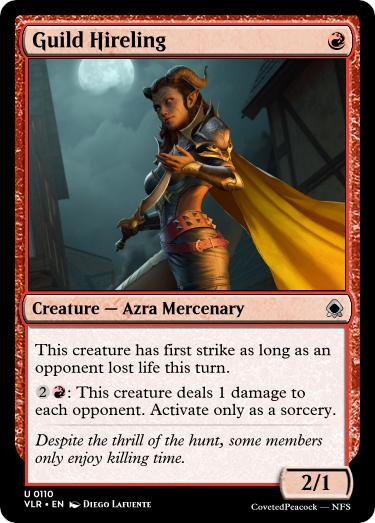 Guild Hireling
Creature — Azra Mercenary
This creature has first strike as long as an
opponent lost life this turn.
2 R: This creature deals 1 damage to
each opponent. Activate only as a sorcery.
Despite the thrill of the hunt, some members
only enjoy killing time.
2/1
U 0110
VLR • EN Diego Lafuente
CovetedPeacock — NFS